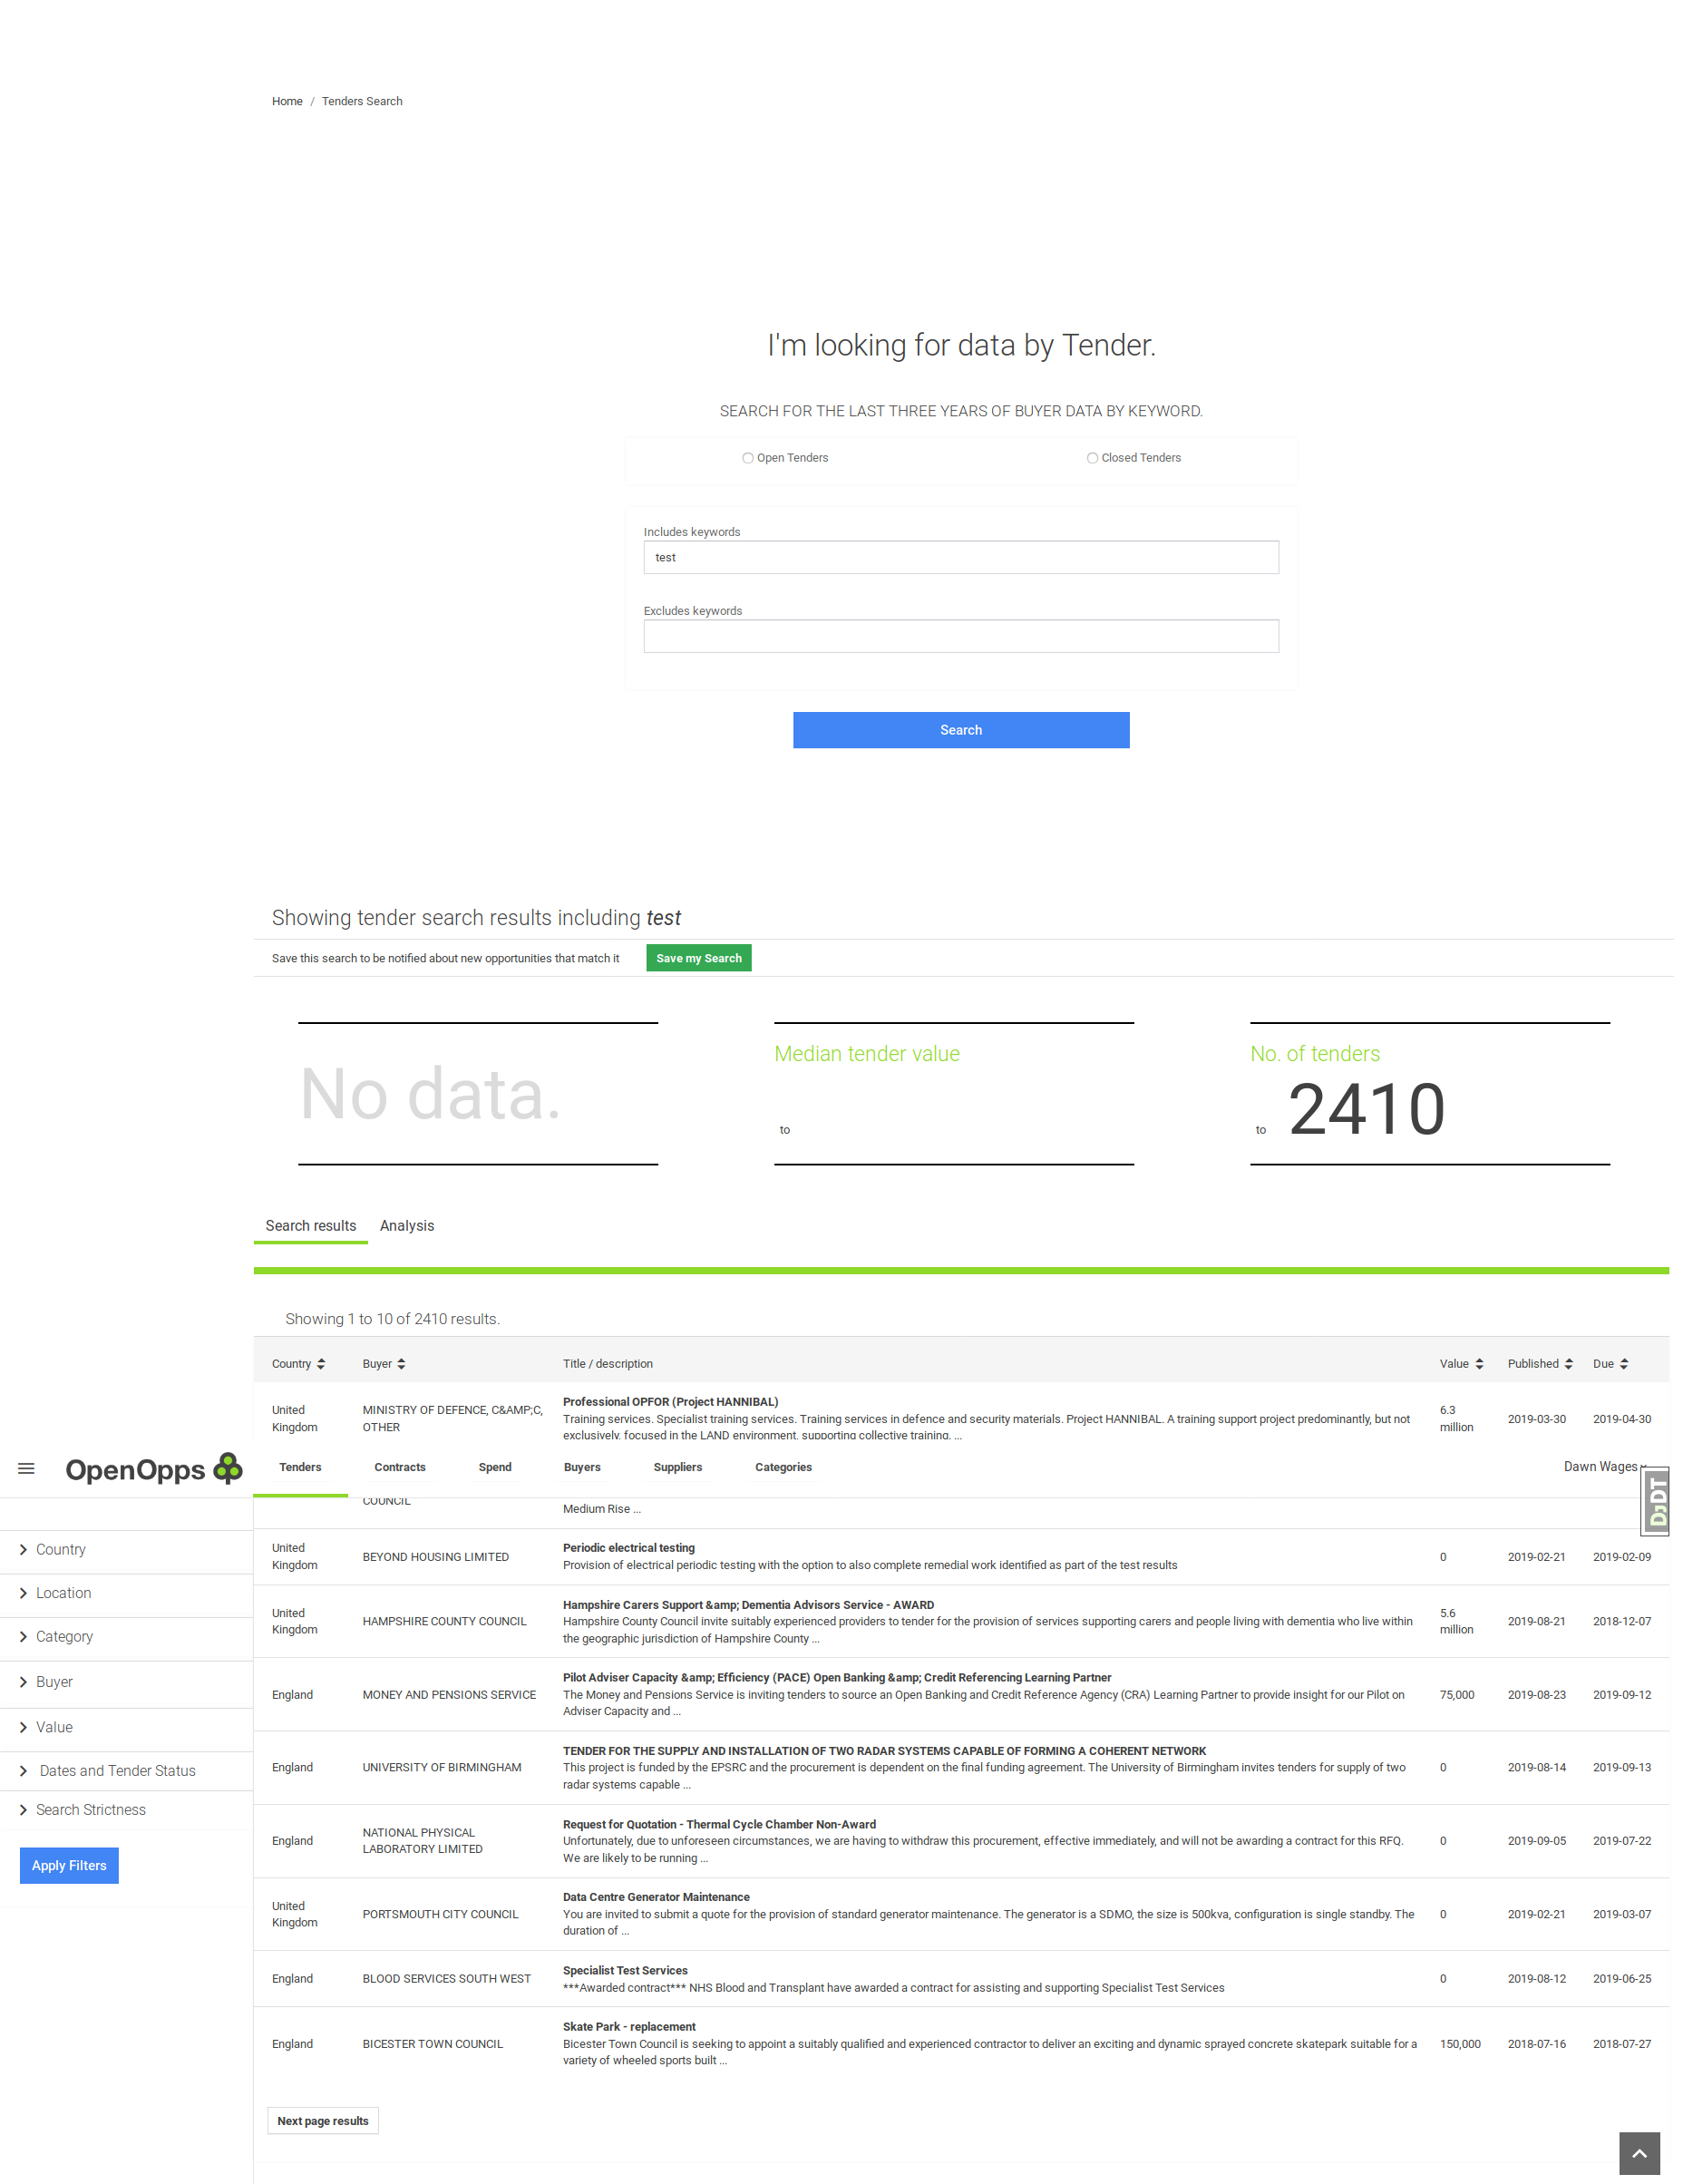 Home / Tenders Search
I'm looking for data by Tender.
SEARCH FOR THE LAST THREE YEARS OF BUYER DATA BY KEYWORD.
Open Tenders
Closed Tenders
Includes keywords
test
Excludes keywords
Search
Showing tender search results including test
Save this search to be notified about new opportunities that match it
Save my Search
No data.
Median tender value
to
No. of tenders
to 2410
Search results
Analysis
Showing 1 to 10 of 2410 results.
Country Buyer Title / description Value Published Due
United
Kingdom
MINISTRY OF DEFENCE, C&AMP;C,
OTHER
Professional OPFOR (Project HANNIBAL)
Training services. Specialist training services. Training services in defence and security materials. Project HANNIBAL. A training support project predominantly, but not
exclusively, focused in the LAND environment, supporting collective training. ...
6.3
million
2019-03-30
2019-04-30
OpenOpps
Tenders
Contracts
Spend
Buyers
Suppliers
Categories
Dawn Wages
DJDT
COUNCIL
Medium Rise ...
United
Kingdom
BEYOND HOUSING LIMITED
Periodic electrical testing
Provision of electrical periodic testing with the option to also complete remedial work identified as part of the test results
0
2019-02-21
2019-02-09
United
Kingdom
HAMPSHIRE COUNTY COUNCIL
Hampshire Carers Support &amp; Dementia Advisors Service - AWARD
Hampshire County Council invite suitably experienced providers to tender for the provision of services supporting carers and people living with dementia who live within
the geographic jurisdiction of Hampshire County ...
5.6
million
2019-08-21
2018-12-07
England
MONEY AND PENSIONS SERVICE
Pilot Adviser Capacity &amp; Efficiency (PACE) Open Banking &amp; Credit Referencing Learning Partner
The Money and Pensions Service is inviting tenders to source an Open Banking and Credit Reference Agency (CRA) Learning Partner to provide insight for our Pilot on
Adviser Capacity and ...
75,000
2019-08-23
2019-09-12
England
UNIVERSITY OF BIRMINGHAM
TENDER FOR THE SUPPLY AND INSTALLATION OF TWO RADAR SYSTEMS CAPABLE OF FORMING A COHERENT NETWORK
This project is funded by the EPSRC and the procurement is dependent on the final funding agreement. The University of Birmingham invites tenders for supply of two
radar systems capable ...
0
2019-08-14
2019-09-13
England
NATIONAL PHYSICAL
LABORATORY LIMITED
Request for Quotation - Thermal Cycle Chamber Non-Award
Unfortunately, due to unforeseen circumstances, we are having to withdraw this procurement, effective immediately, and will not be awarding a contract for this RFQ.
We are likely to be running ...
0
2019-09-05
2019-07-22
United
Kingdom
PORTSMOUTH CITY COUNCIL
Data Centre Generator Maintenance
You are invited to submit a quote for the provision of standard generator maintenance. The generator is a SDMO, the size is 500kva, configuration is single standby. The
duration of ...
0
2019-02-21
2019-03-07
England
BLOOD SERVICES SOUTH WEST
Specialist Test Services
***Awarded contract*** NHS Blood and Transplant have awarded a contract for assisting and supporting Specialist Test Services
0
2019-08-12
2019-06-25
England
BICESTER TOWN COUNCIL
Skate Park - replacement
Bicester Town Council is seeking to appoint a suitably qualified and experienced contractor to deliver an exciting and dynamic sprayed concrete skatepark suitable for a
variety of wheeled sports built ...
150,000
2018-07-16
2018-07-27
Next page results
Country
Location
Category
Buyer
Value
Dates and Tender Status
Search Strictness
Apply Filters